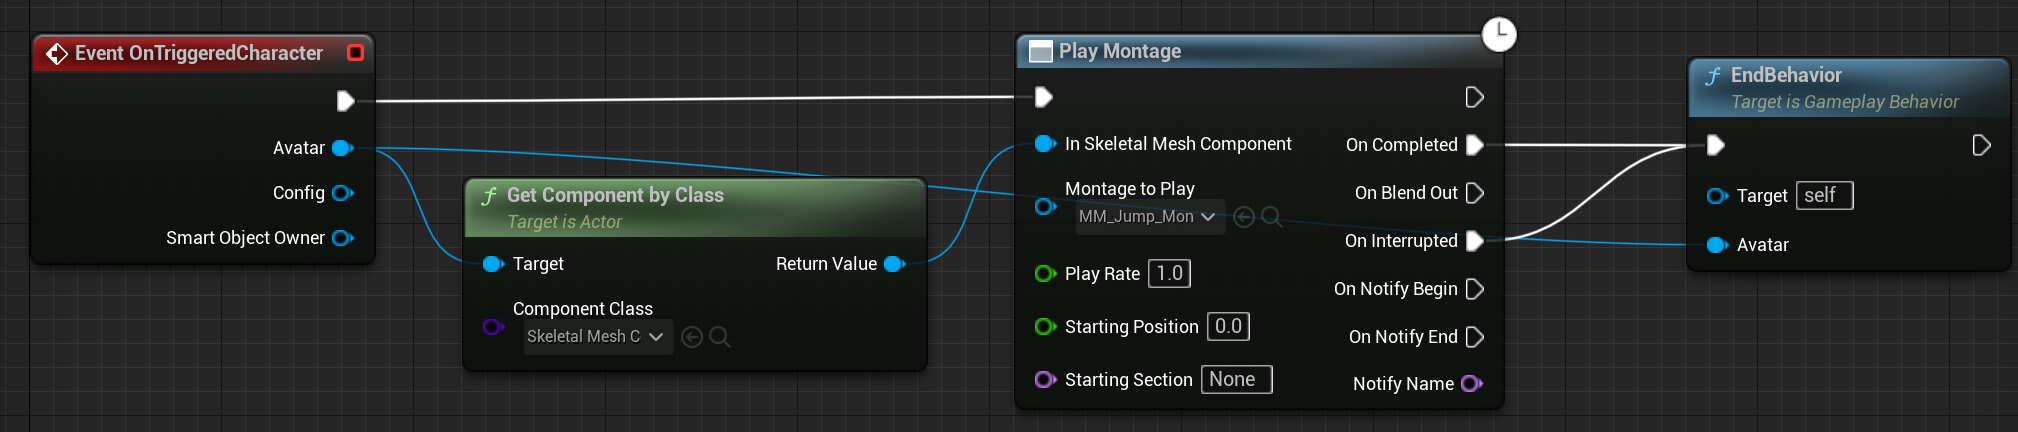 Event OnTriggeredCharacter
Avatar
Config
Smart Object Owner
Get Component by Class
Target is Actor
Target
Return Value
Component Class
Skeletal Mesh C
Play Montage
In Skeletal Mesh Component
On Completed
Montage to Play
MM_Jump_Mon
On Blend Out
On Interrupted
Play Rate 1.0
On Notify Begin
Starting Position 0.0
On Notify End
Starting Section None
Notify Name
EndBehavior
Target is Gameplay Behavior
Target self
Avatar